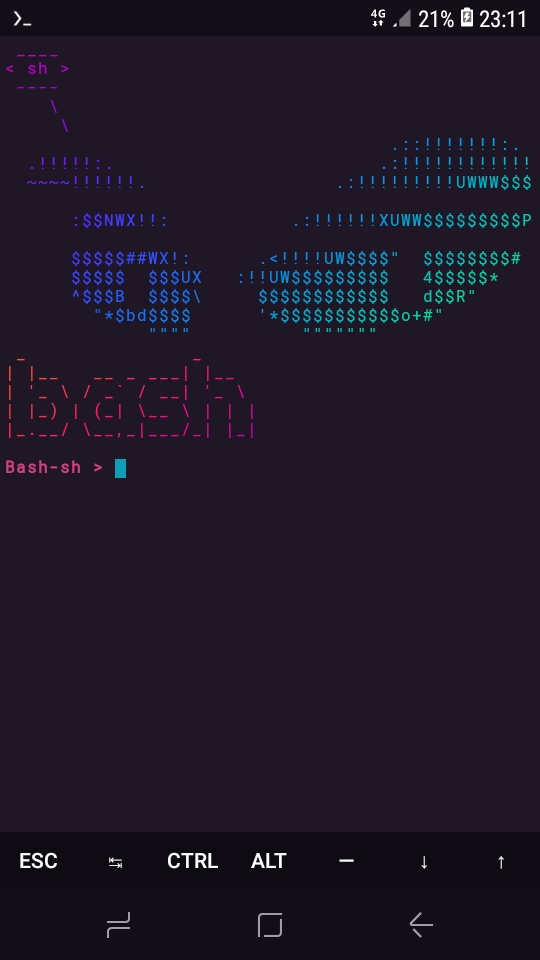 4G 21% 23:11
 ____
< sh >
 ----
    \
     \
                                   .::!!!!!!!:.
  .!!!!!:.                        .:!!!!!!!!!!!!
  ~~~~!!!!!!.                 .:!!!!!!!!!UWWW$$$
      :$$NWX!!:           .:!!!!!!XUWW$$$$$$$$$P
      $$$$$##WX!:      .<!!!!UW$$$$"  $$$$$$$$#
      $$$$$  $$$UX   :!!UW$$$$$$$$$   4$$$$$*
      ^$$$B  $$$$\     $$$$$$$$$$$$   d$$R"
        "*$bd$$$$      '*$$$$$$$$$$$o+#"
             """"          """""""
 _               _
| |__   __ _ ___| |__
| '_ \ / _` / __| '_ \
| |_) | (_| \__ \ | | |
|_.__/ \__,_|___/_| |_|
Bash-sh >
ESC ↹ CTRL ALT — ↓ ↑